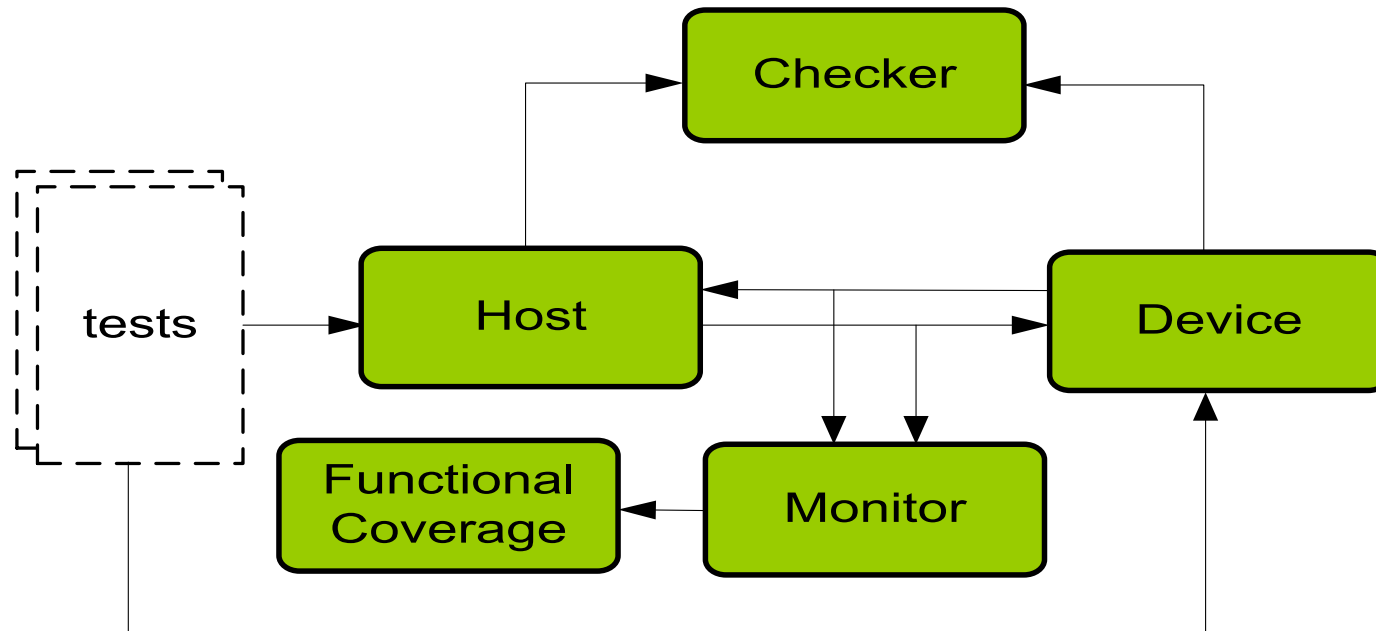 Checker
tests
Host
Device
Functional
Coverage
Monitor